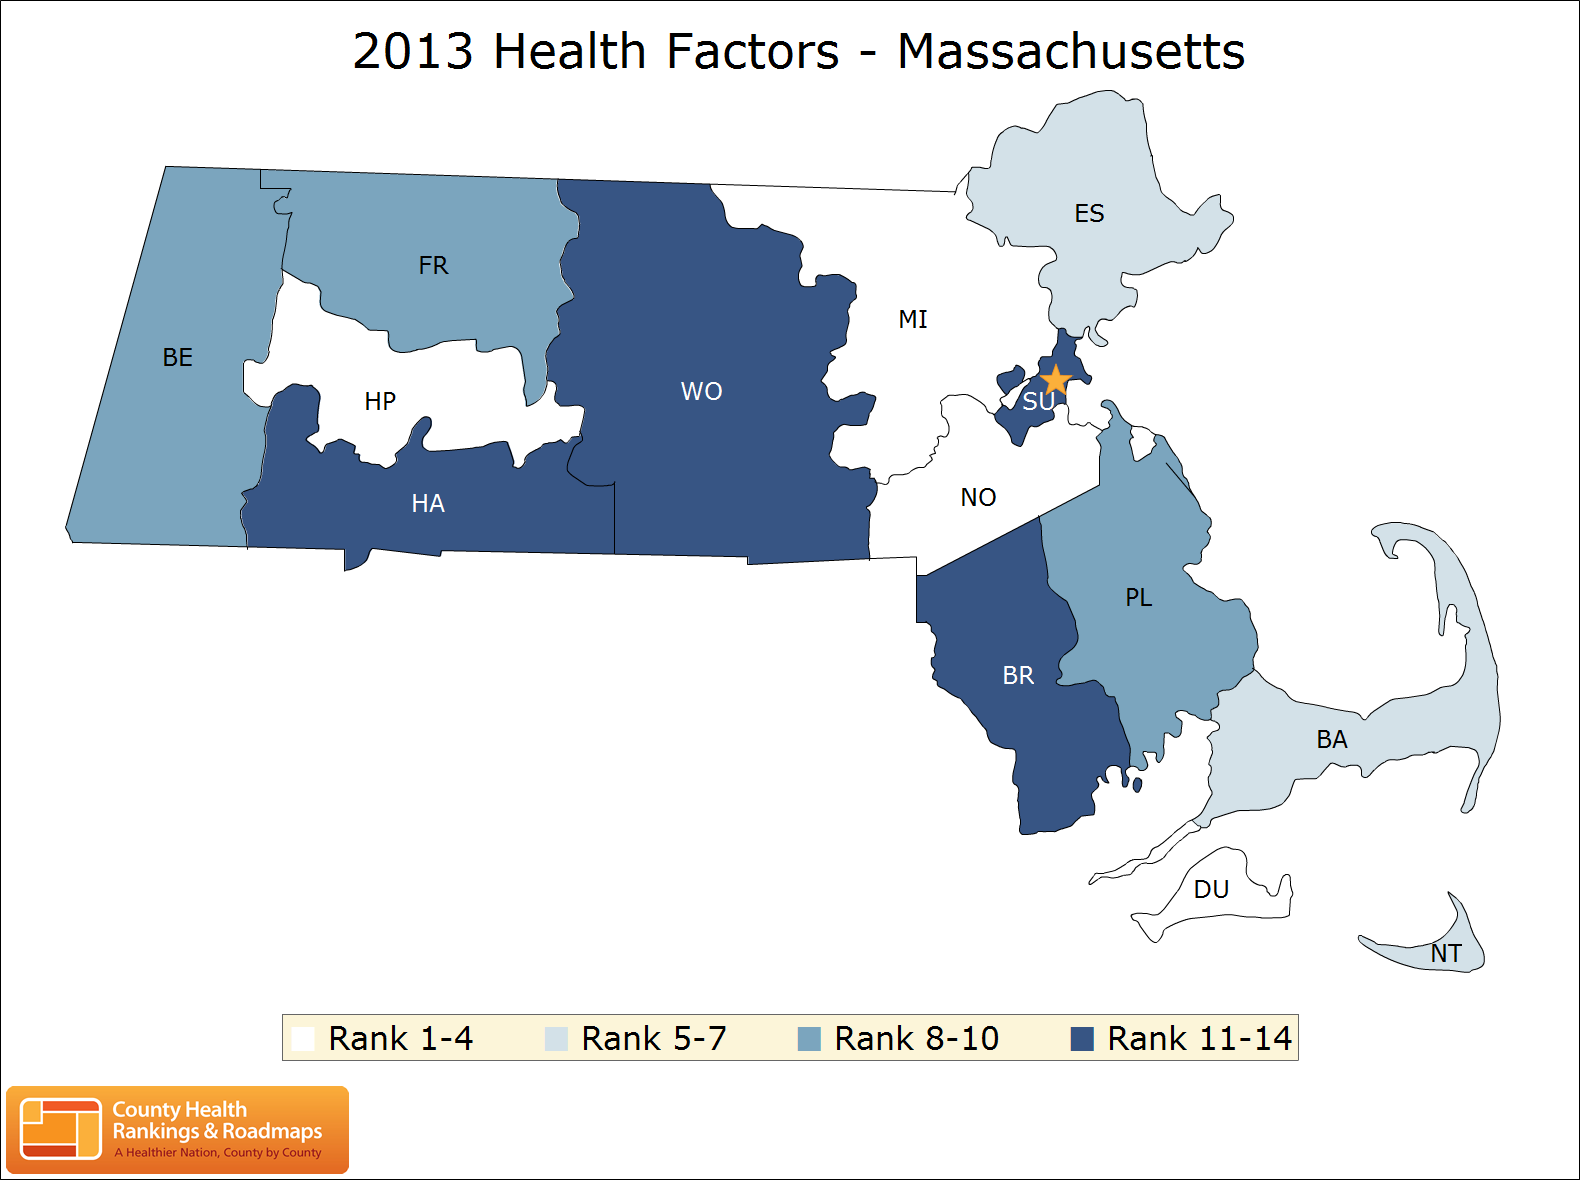 2013 Health Factors - Massachusetts
ES
FR
MI
BE
WO
HP
SU
NO
HA
PL
BR
BA
DU
NT
Rank 1-4 Rank 5-7 Rank 8-10 Rank 11-14
County Health
Rankings & Roadmaps
A Healthier Nation, County by County